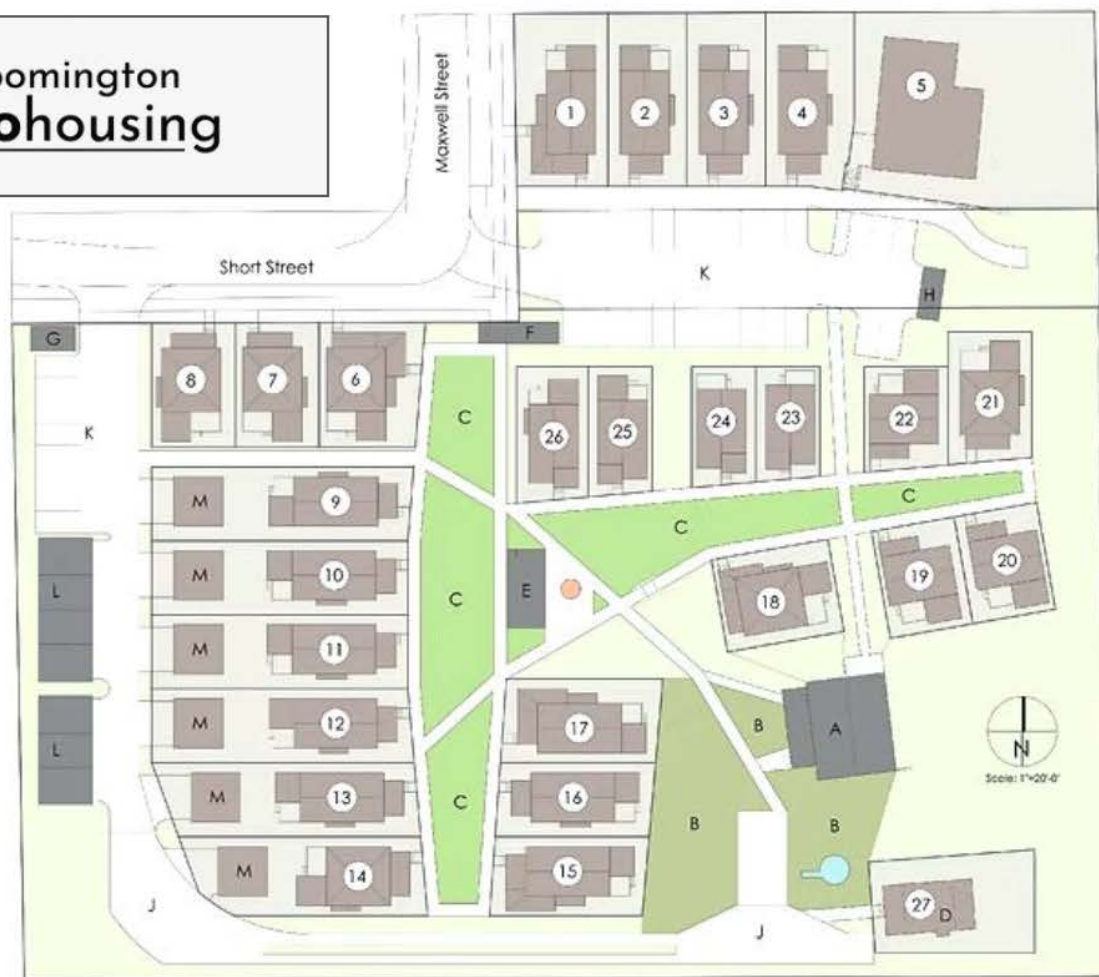 oomington
ohousing
Maxwell Street
Short Street
1
2
3
4
5
K
H
G
F
8
7
6
C
26
25
24
23
22
21
K
M
9
C
C
L
M
10
C
E
18
19
20
M
11
L
M
12
17
B
A
N
Scale: 1"=20'-0"
M
13
C
16
B
B
M
14
15
J
J
27
D